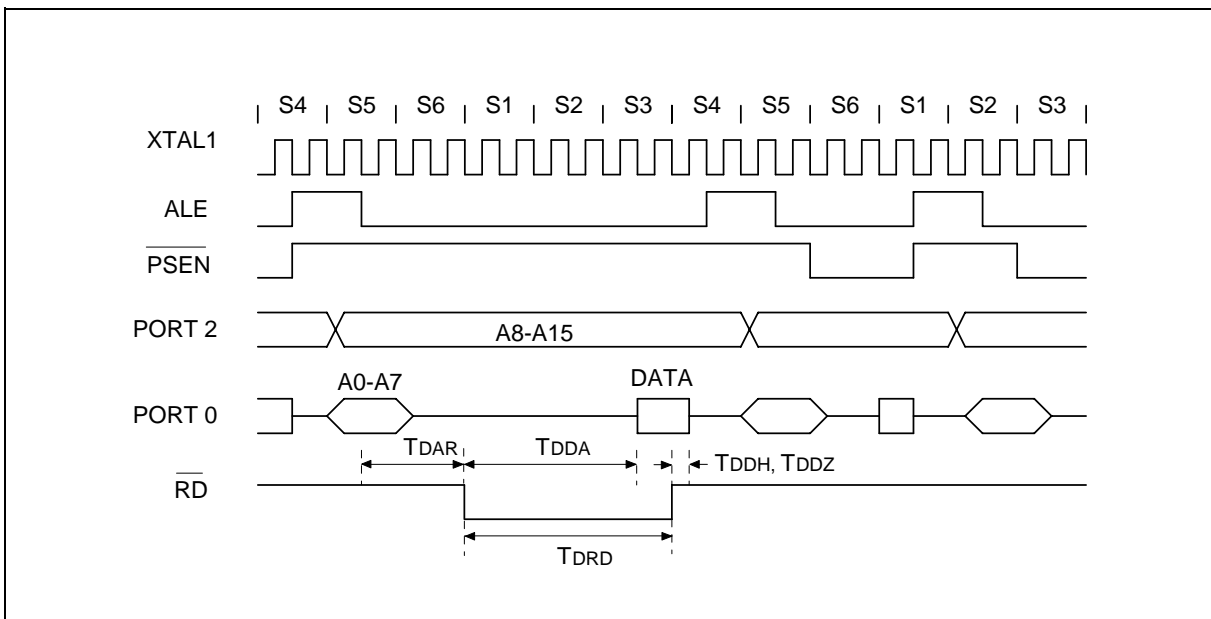 S4 S5 S6 S1 S2 S3 S4 S5 S6 S1 S2 S3
XTAL1
ALE
PSEN
PORT 2
A8-A15
A0-A7
DATA
PORT 0
TDAR
TDDA
TDDH, TDDZ
RD
TDRD